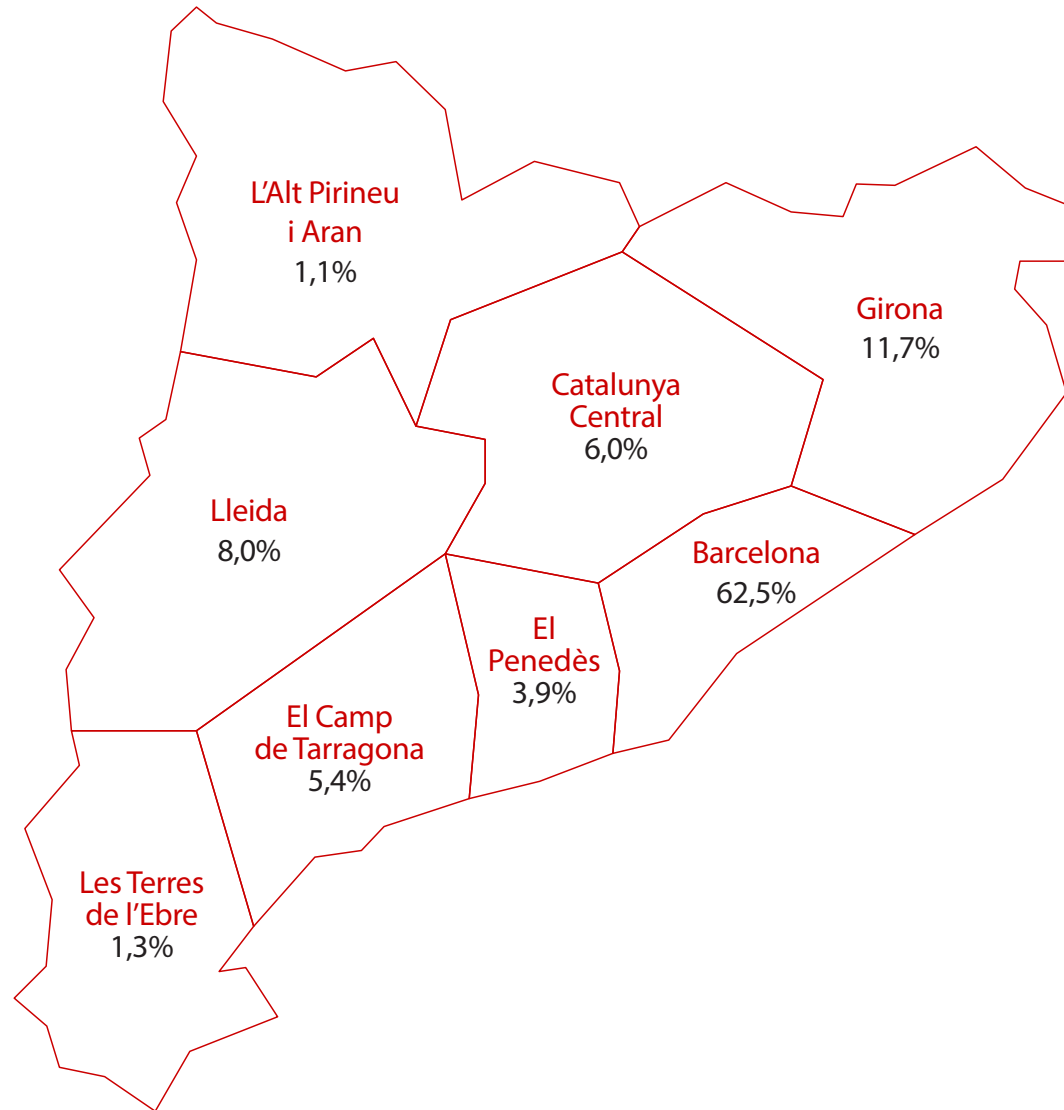 L'Alt Pirineu
i Aran
1,1%
Girona
11,7%
Catalunya
Central
6,0%
Lleida
8,0%
Barcelona
62,5%
El
Penedès
3,9%
El Camp
de Tarragona
5,4%
Les Terres
de l'Ebre
1,3%